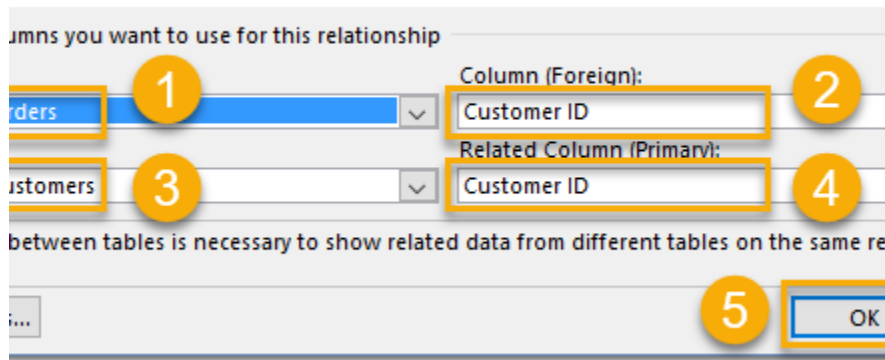 umns you want to use for this relationship
1
Column (Foreign):
2
rders
Customer ID
Related Column (Primary):
3
ustomers
Customer ID
4
between tables is necessary to show related data from different tables on the same re
...
5
OK